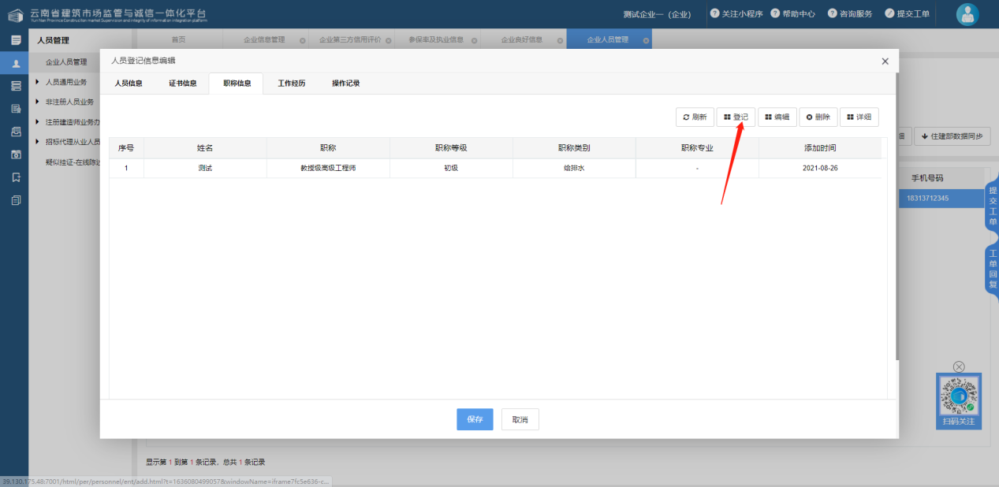 云南省建筑市场监管与诚信一体化平台
Yun Nan Province Construction market Supervision and integrity of information integration platform
测试企业一（企业） 关注小程序 帮助中心 咨询服务 提交工单
人员管理
首页 企业信息管理 企业第三方信用评价 参保率及执业信息 企业良好信息 企业人员管理
企业人员管理
人员通用业务
非注册人员业务
注册建造师业务办
招标代理从业人员
疑似挂证-在线陈述
人员登记信息编辑
人员信息 证书信息 职称信息 工作经历 操作记录
刷新 登记 编辑 删除 详细
住建部数据同步
序号 姓名 职称 职称等级 职称类别 职称专业 添加时间
1 测试 教授级高级工程师 初级 给排水 - 2021-08-26
手机号码
18313712345
提交工单
工单回复
扫码关注
保存 取消
显示第 1 到第 1 条记录，总共 1 条记录
39.130.175.48:7001/html/per/personnel/ent/add.html?t=1636080499057&windowName=iframe7fc5e636-c...